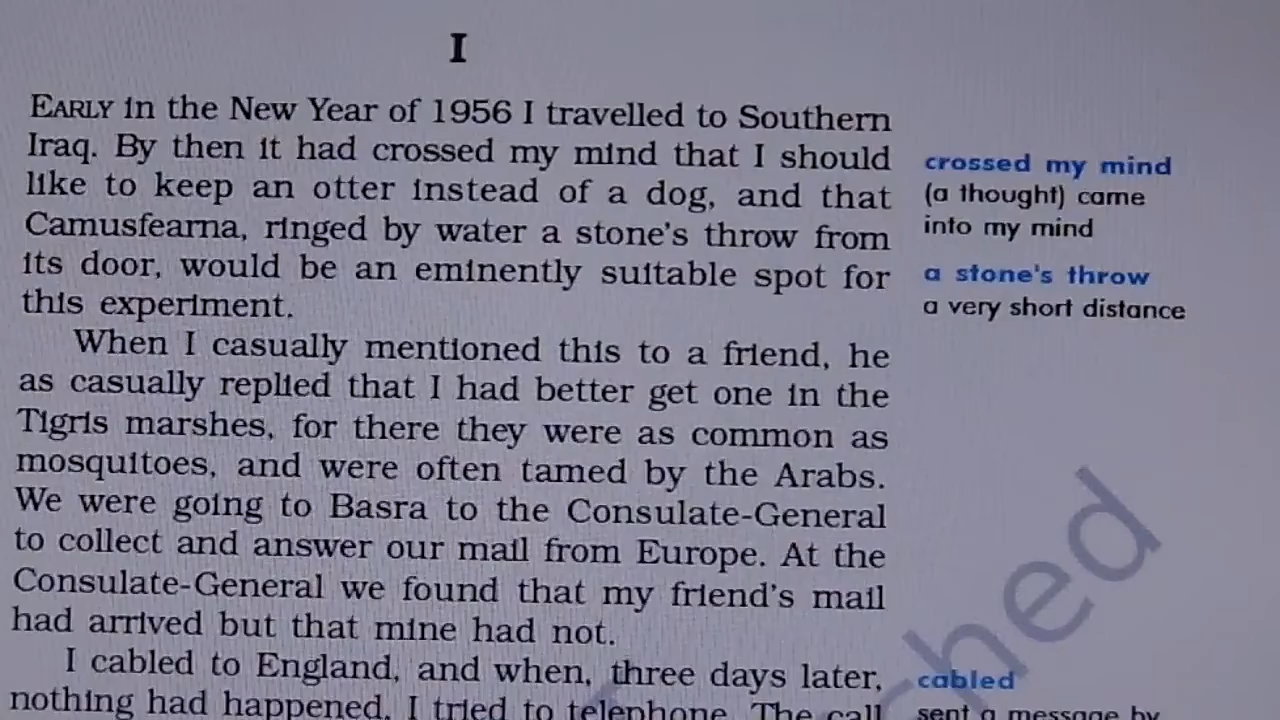 I
EARLY in the New Year of 1956 I travelled to Southern
Iraq. By then it had crossed my mind that I should
like to keep an otter instead of a dog, and that
Camusfearna, ringed by water a stone's throw from
its door, would be an eminently suitable spot for
this experiment.
When I casually mentioned this to a friend, he
as casually replied that I had better get one in the
Tigris marshes, for there they were as common as
mosquitoes, and were often tamed by the Arabs.
We were going to Basra to the Consulate-General
to collect and answer our mail from Europe. At the
Consulate-General we found that my friend's mail
had arrived but that mine had not.
I cabled to England, and when, three days later,
nothing had happened, I tried to telephone. The call
crossed my mind
(a thought) came
into my mind
a stone's throw
a very short distance
cabled
sent a message by